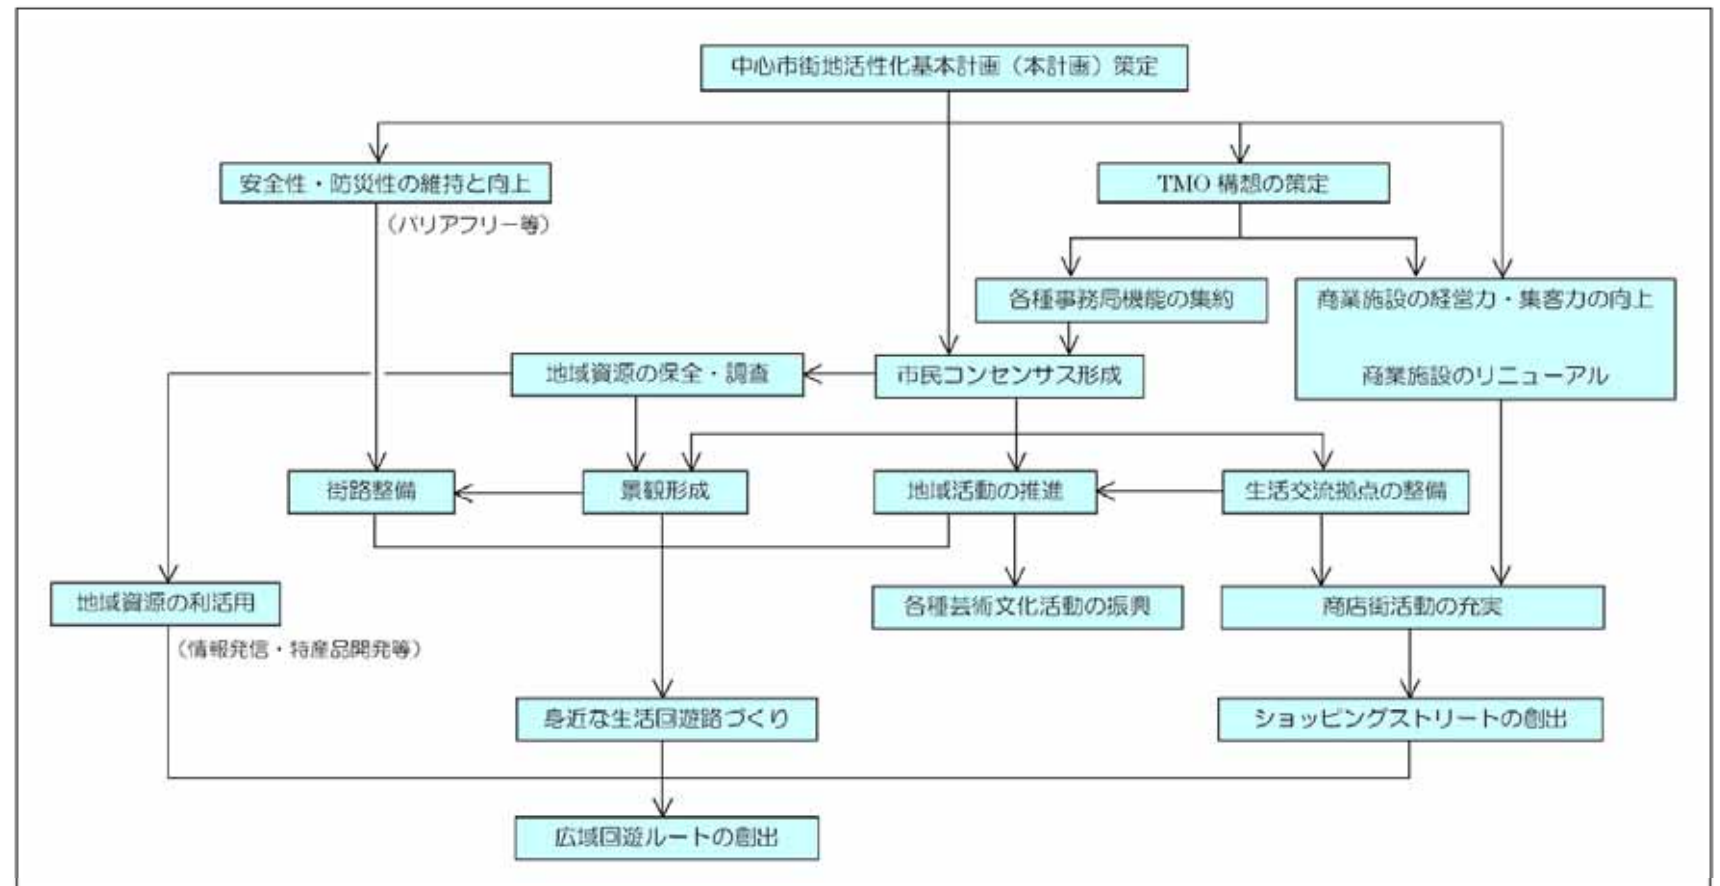 中心市街地活性化基本計画（本計画）策定
安全性・防災性の維持と向上
TMO 構想の策定
（バリアフリー等）
各種事務局機能の集約
商業施設の経営力・集客力の向上
地域資源の保全・調査
市民コンセンサス形成
商業施設のリニューアル
街路整備
景観形成
地域活動の推進
生活交流拠点の整備
地域資源の利活用
各種芸術文化活動の振興
商店街活動の充実
（情報発信・特産品開発等）
身近な生活回遊路づくり
ショッピングストリートの創出
広域回遊ルートの創出